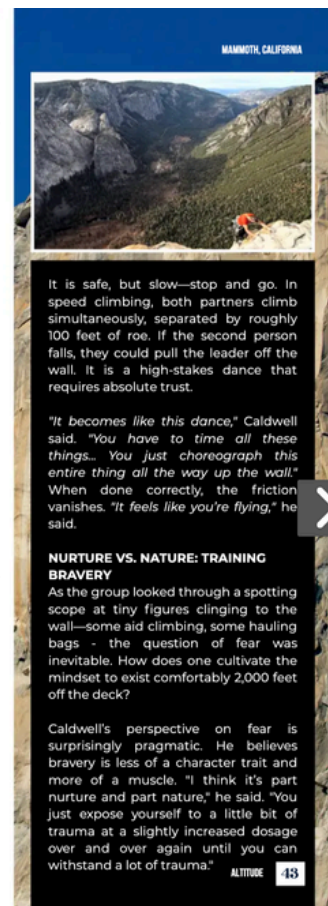 MAMMOTH, CALIFORNIA
It is safe, but slow—stop and go. In
speed climbing, both partners climb
simultaneously, separated by roughly
100 feet of roe. If the second person
falls, they could pull the leader off the
wall. It is a high-stakes dance that
requires absolute trust.
"It becomes like this dance," Caldwell
said. "You have to time all these
things... You just choreograph this
entire thing all the way up the wall."
When done correctly, the friction
vanishes. "It feels like you're flying," he
said.
NURTURE VS. NATURE: TRAINING
BRAVERY
As the group looked through a spotting
scope at tiny figures clinging to the
wall—some aid climbing, some hauling
bags - the question of fear was
inevitable. How does one cultivate the
mindset to exist comfortably 2,000 feet
off the deck?
Caldwell's perspective on fear is
surprisingly pragmatic. He believes
bravery is less of a character trait and
more of a muscle. "I think it's part
nurture and part nature," he said. "You
just expose yourself to a little bit of
trauma at a slightly increased dosage
over and over again until you can
withstand a lot of trauma."
ALTITUDE 43